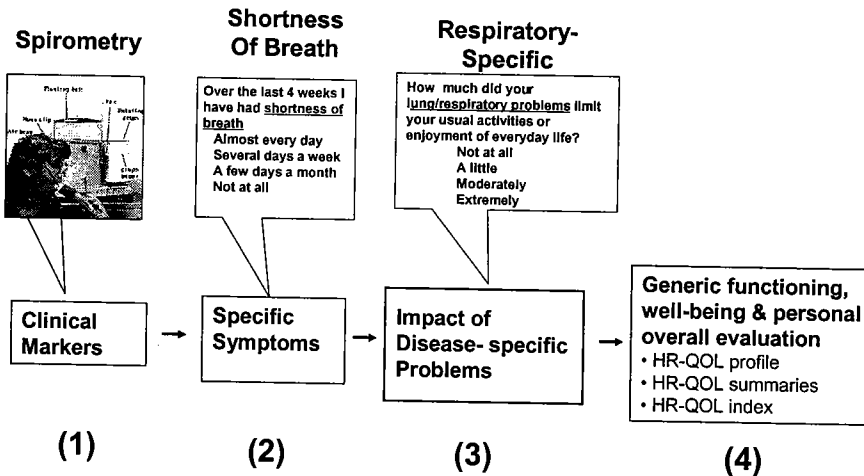 Spirometry
Floating bell
Shortness
Of Breath
Over the last 4 weeks I
have had shortness of
breath
Almost every day
Several days a week
A few days a month
Not at all
Respiratory-
Specific
How much did your
lung/respiratory problems limit
your usual activities or
enjoyment of everyday life?
Not at all
A little
Moderately
Extremely
Clinical
Markers
Specific
Symptoms
Impact of
Disease- specific
Problems
Generic functioning,
well-being & personal
overall evaluation
• HR-QOL profile
• HR-QOL summaries
• HR-QOL index
(1)
(2)
(3)
(4)